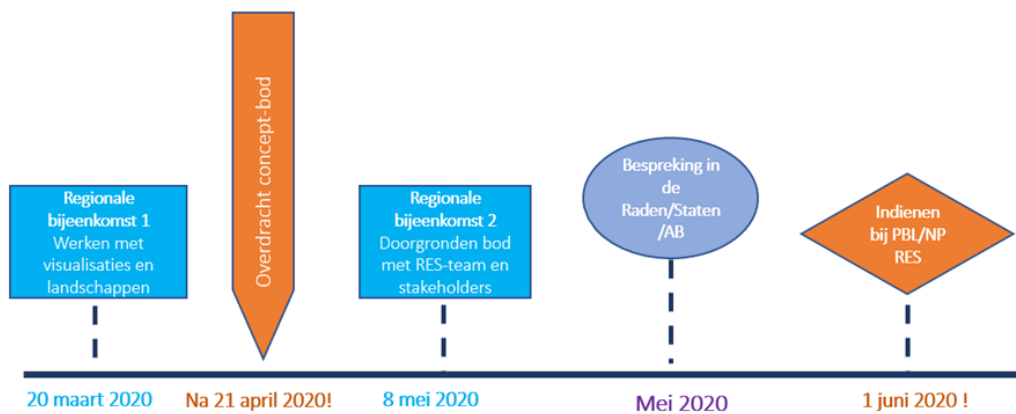 Regionale
bijeenkomst 1
Werken met
visualisaties en
landschappen
Overdracht concept-bod
Regionale
bijeenkomst 2
Doorgronden bod
met RES-team en
stakeholders
Bespreking in
de
Raden/Staten
/AB
Indienen
bij PBL/NP
RES
20 maart 2020
Na 21 april 2020!
8 mei 2020
Mei 2020
1 juni 2020 !